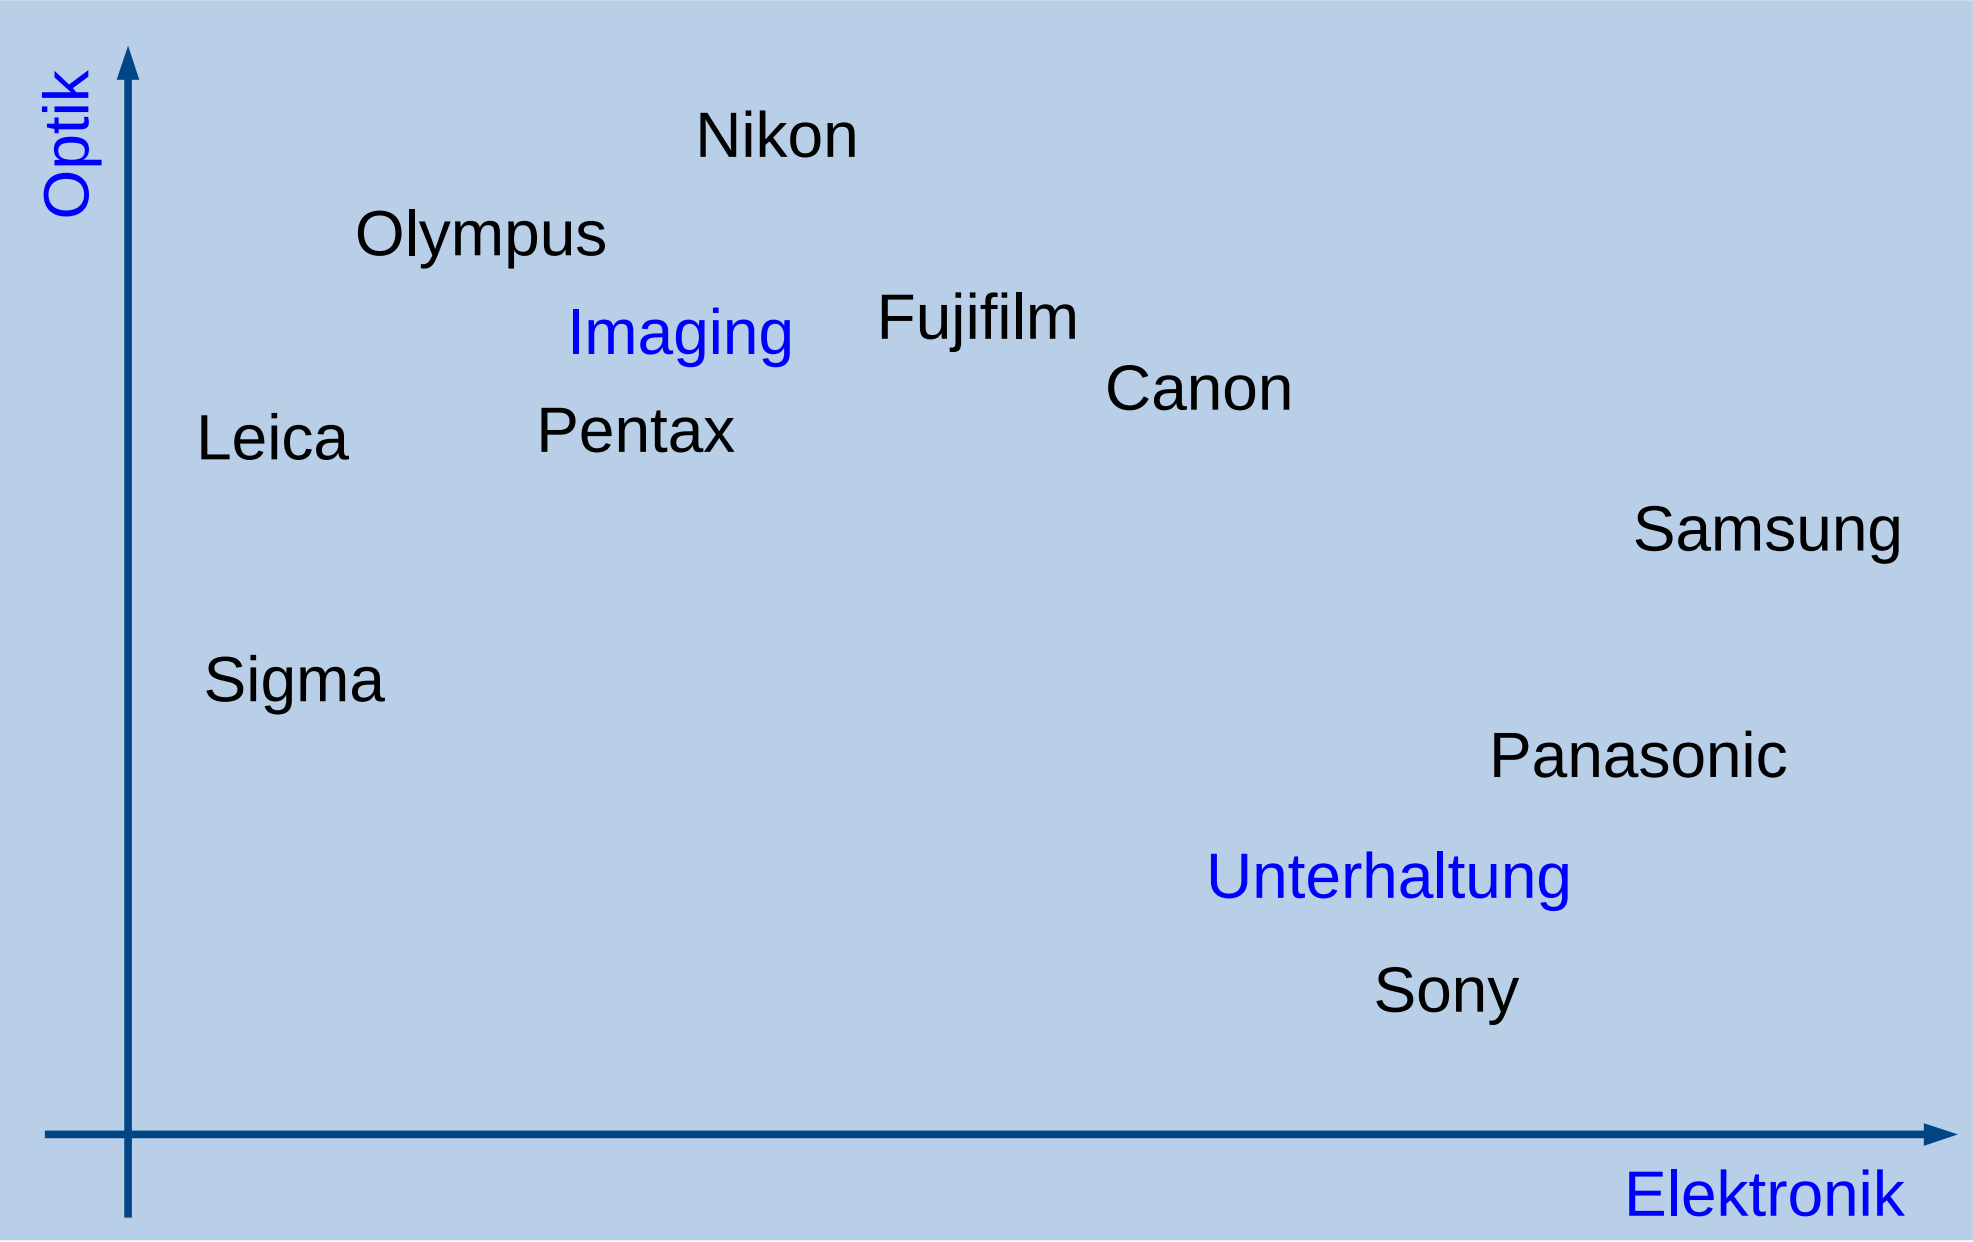 Optik
Nikon
Olympus
Fujifilm
Imaging
Canon
Pentax
Leica
Samsung
Sigma
Panasonic
Unterhaltung
Sony
Elektronik